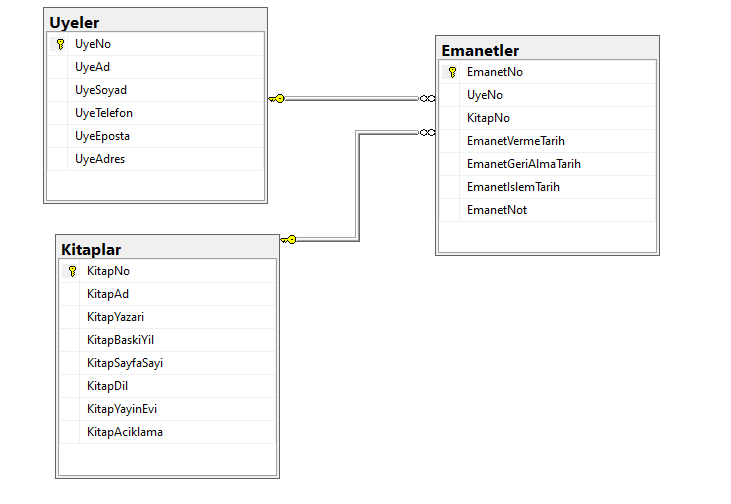 Uyeler
UyeNo
UyeAd
UyeSoyad
UyeTelefon
UyeEposta
UyeAdres
Emanetler
EmanetNo
UyeNo
KitapNo
EmanetVermeTarih
EmanetGeriAlmaTarih
EmanetIslemTarih
EmanetNot
Kitaplar
KitapNo
KitapAd
KitapYazari
KitapBaskiYil
KitapSayfaSayi
KitapDil
KitapYayinEvi
KitapAciklama